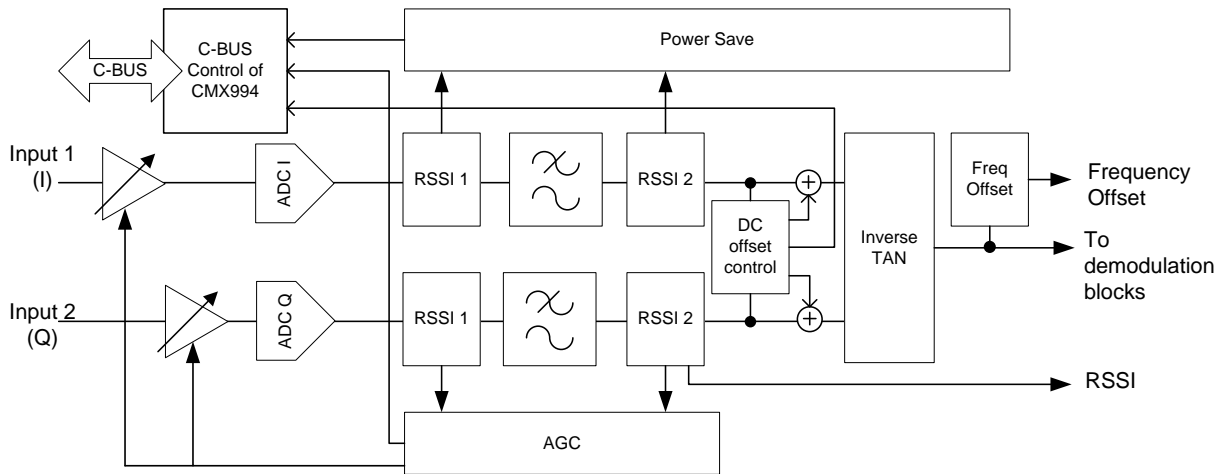 C-BUS
C-BUS
Control of
CMX994
Power Save
Input 1
(I)
ADC I
RSSI 1
RSSI 2
Freq
Offset
Frequency
Offset
DC
offset
control
Inverse
TAN
To
demodulation
blocks
Input 2
(Q)
ADC Q
RSSI 1
RSSI 2
RSSI
AGC